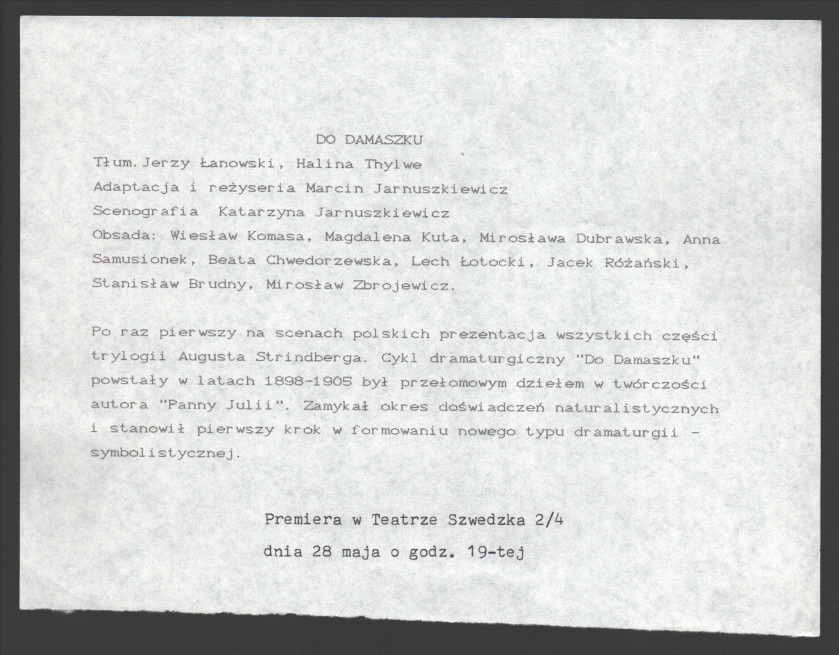 DO DAMASZKU
Tłum. Jerzy Łanowski, Halina Thylwe
Adaptacja i reżyseria Marcin Jarnuszkiewicz
Scenografia Katarzyna Jarnuszkiewicz
Obsada: Wiesław Komasa, Magdalena Kuta, Mirosława Dubrawska, Anna
Samusionek, Beata Chwedorzewska, Lech Łotocki, Jacek Różański,
Stanisław Brudny, Mirosław Zbrojewicz.
Po raz pierwszy na scenach polskich prezentacja wszystkich części
trylogii Augusta Strindberga. Cykl dramaturgiczny "Do Damaszku"
powstały w latach 1898-1905 był przełomowym dziełem w twórczości
autora "Panny Julii". Zamykał okres doświadczeń naturalistycznych
i stanowił pierwszy krok w formowaniu nowego typu dramaturgii -
symbolistycznej.
Premiera w Teatrze Szwedzka 2/4
dnia 28 maja o godz. 19-tej